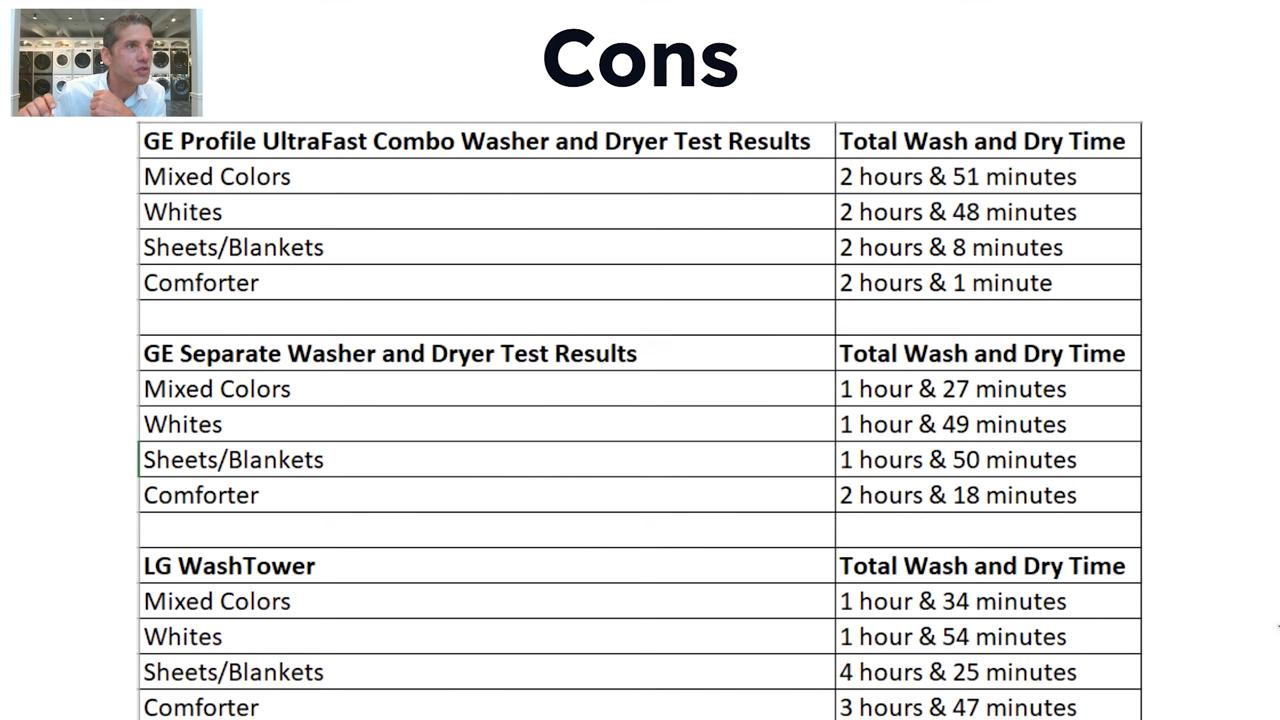 Cons
GE Profile UltraFast Combo Washer and Dryer Test Results Total Wash and Dry Time
Mixed Colors 2 hours & 51 minutes
Whites 2 hours & 48 minutes
Sheets/Blankets 2 hours & 8 minutes
Comforter 2 hours & 1 minute
GE Separate Washer and Dryer Test Results Total Wash and Dry Time
Mixed Colors 1 hour & 27 minutes
Whites 1 hour & 49 minutes
Sheets/Blankets 1 hours & 50 minutes
Comforter 2 hours & 18 minutes
LG WashTower Total Wash and Dry Time
Mixed Colors 1 hour & 34 minutes
Whites 1 hour & 54 minutes
Sheets/Blankets 4 hours & 25 minutes
Comforter 3 hours & 47 minutes